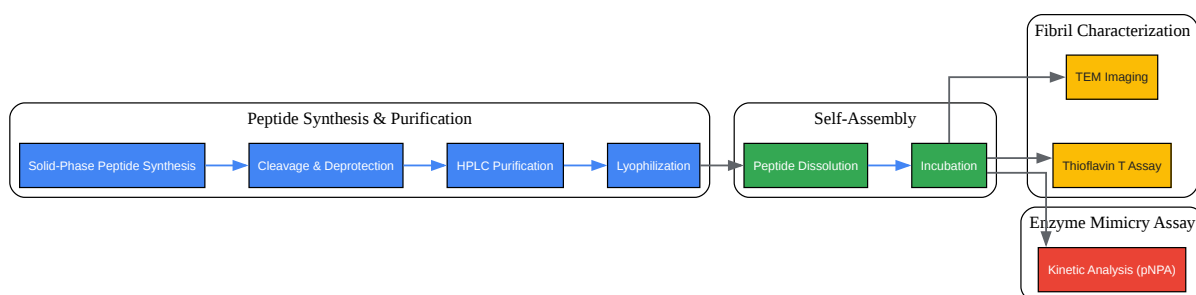 Fibril Characterization
TEM Imaging
Peptide Synthesis & Purification
Self-Assembly
Solid-Phase Peptide Synthesis
Cleavage & Deprotection
HPLC Purification
Lyophilization
Peptide Dissolution
Incubation
Thioflavin T Assay
Enzyme Mimicry Assay
Kinetic Analysis (pNPA)